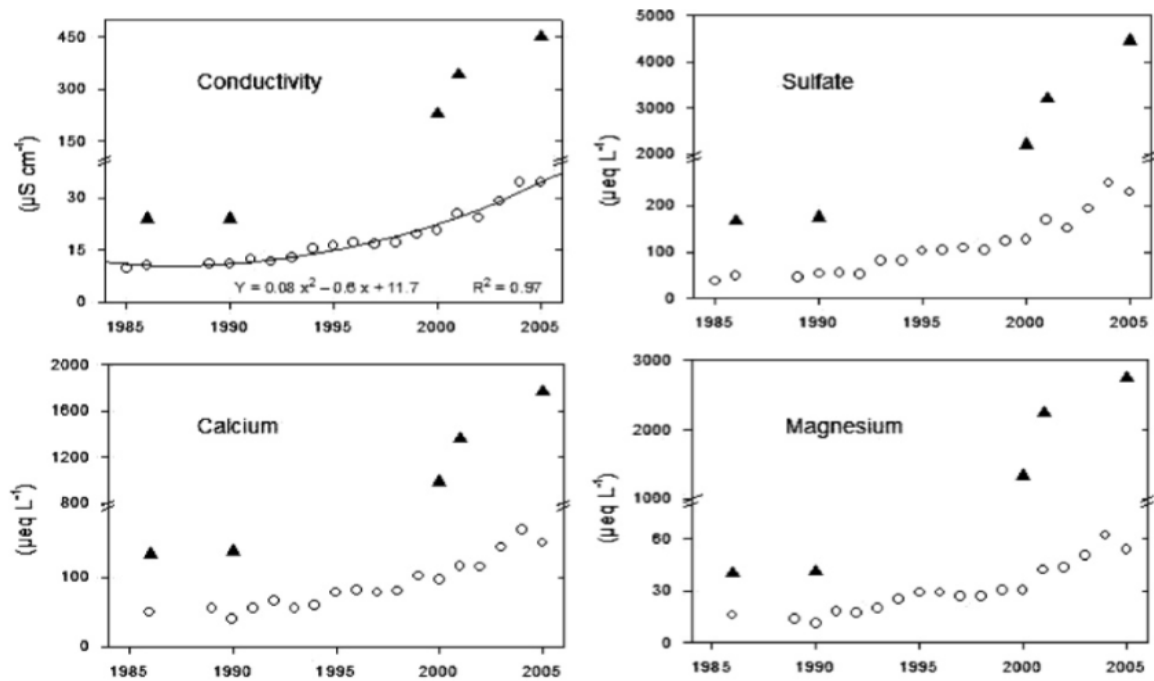 Conductivity
(µS cm⁻¹)
450
300
150
30
15
0
Y = 0.08 x² – 0.6 x + 11.7 R² = 0.97
1985 1990 1995 2000 2005
Sulfate
(µeq L⁻¹)
5000
4000
3000
2000
200
100
0
1985 1990 1995 2000 2005
Calcium
(µeq L⁻¹)
2000
1600
1200
800
100
0
1985 1990 1995 2000 2005
Magnesium
(µeq L⁻¹)
3000
2000
1000
60
30
0
1985 1990 1995 2000 2005